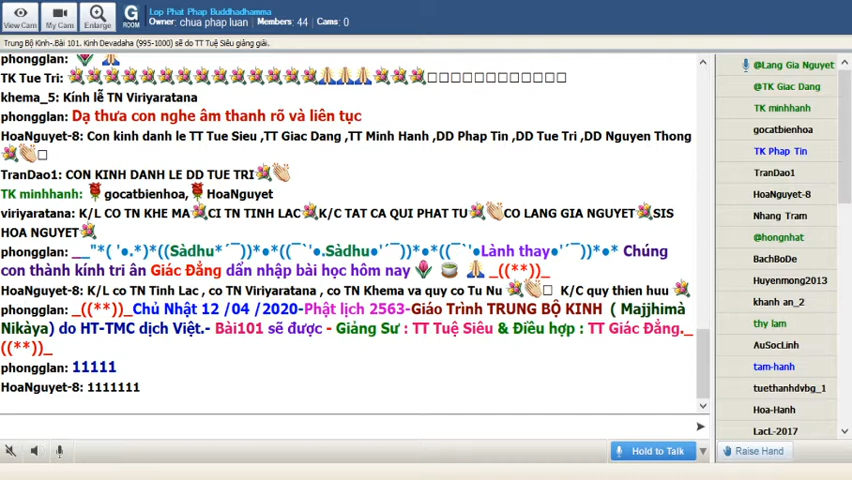 View Cam
My Cam
Enlarge
G
ROOM
Lop Phat Phap Buddhadhamma
Owner: chua phap luan
Members: 44
Cams: 0
Trung Bộ Kinh-.Bài 101. Kinh Devadaha (995-1000) sẽ do TT Tuệ Siêu giảng giải.
phongglan:
TK Tue Tri:
khema_5: Kính lễ TN Viriyaratana
phongglan: Dạ thưa con nghe âm thanh rõ và liên tục
HoaNguyet-8: Con kinh danh le TT Tue Sieu ,TT Giac Dang ,TT Minh Hanh ,DD Phap Tin ,DD Tue Tri ,DD Nguyen Thong
TranDao1: CON KINH DANH LE DD TUE TRI
TK minhhanh: gocatbienhoa, HoaNguyet
viriyaratana: K/L CO TN KHE MA CI TN TINH LAC K/C TAT CA QUI PHAT TU CO LANG GIA NGUYET SIS
HOA NGUYET
phongglan: __"*( '●.*)*((Sàdhu*´¯))*●*((¯`'●.Sàdhu●'´¯)*●*((¯`'●Lành thay●'´¯))*●* Chúng
con thành kính tri ân Giác Đẳng dẩn nhập bài học hôm nay _((**))_
HoaNguyet-8: K/L co TN Tinh Lac , co TN Viriyaratana , co TN Khema va quy co Tu Nu K/C quy thien huu
phongglan: _((**))_Chủ Nhật 12 /04 /2020-Phật lịch 2563-Giáo Trình TRUNG BỘ KINH ( Majjhimà
Nikàya) do HT-TMC dịch Việt.- Bài101 sẽ được - Giảng Sư : TT Tuệ Siêu & Điều hợp : TT Giác Đẳng._
((**))_
phongglan: 11111
HoaNguyet-8: 1111111
@Lang Gia Nguyet
@TK Giac Dang
TK minhhanh
gocatbienhoa
TK Phap Tin
TranDao1
HoaNguyet-8
Nhang Tram
@hongnhat
BachBoDe
Huyenmong2013
khanh an_2
thy lam
AuSocLinh
tam-hanh
tuethanhdvbg_1
Hoa-Hanh
LacL-2017
Hold to Talk
Raise Hand